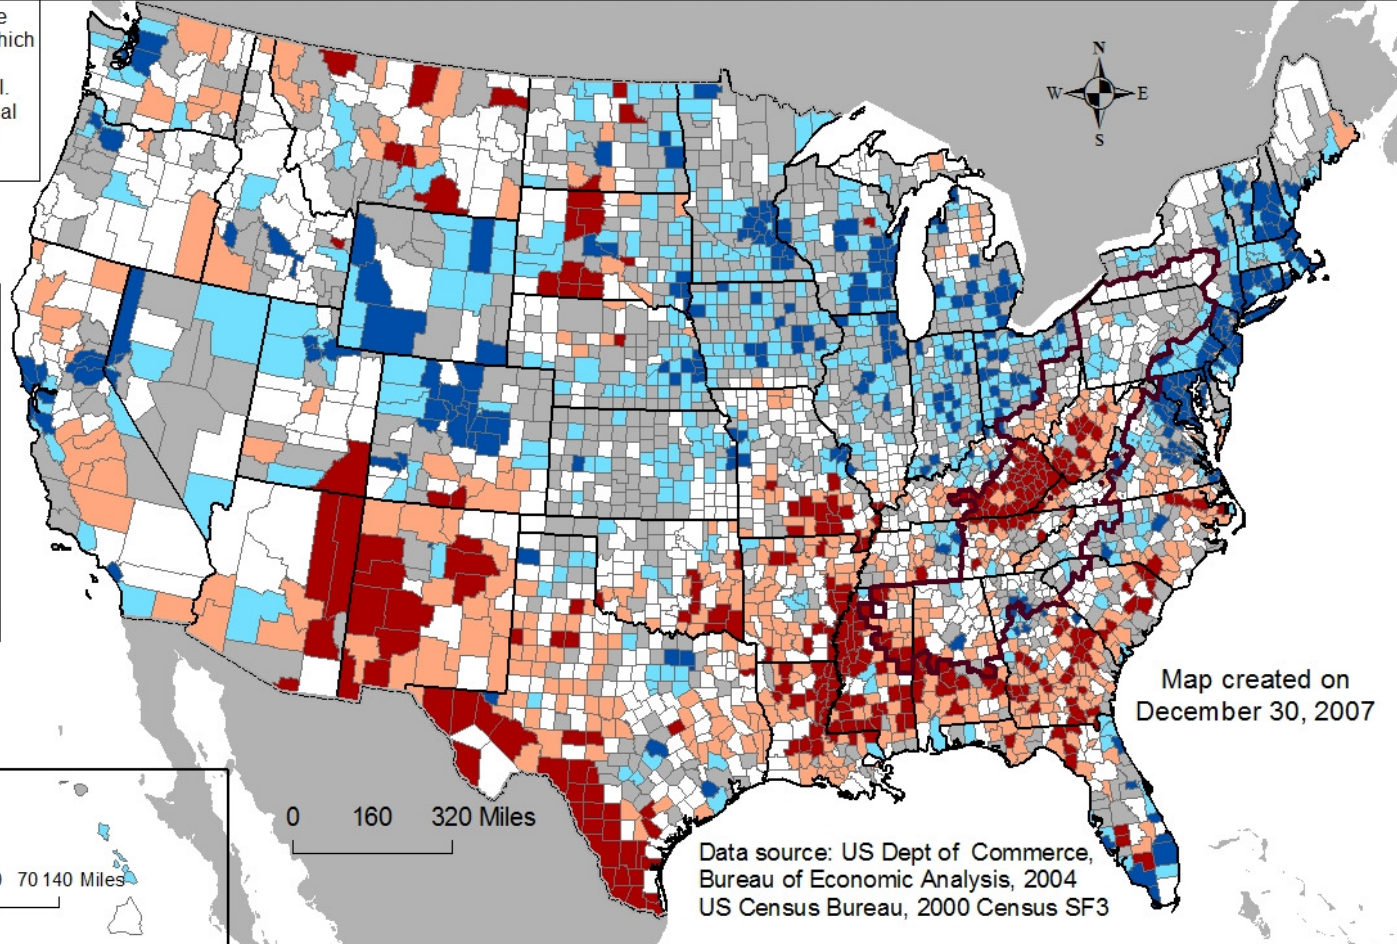 e
hich
l.
al
N
W E
S
Map created on
December 30, 2007
0 160 320 Miles
0 70 140 Miles
Data source: US Dept of Commerce,
Bureau of Economic Analysis, 2004
US Census Bureau, 2000 Census SF3